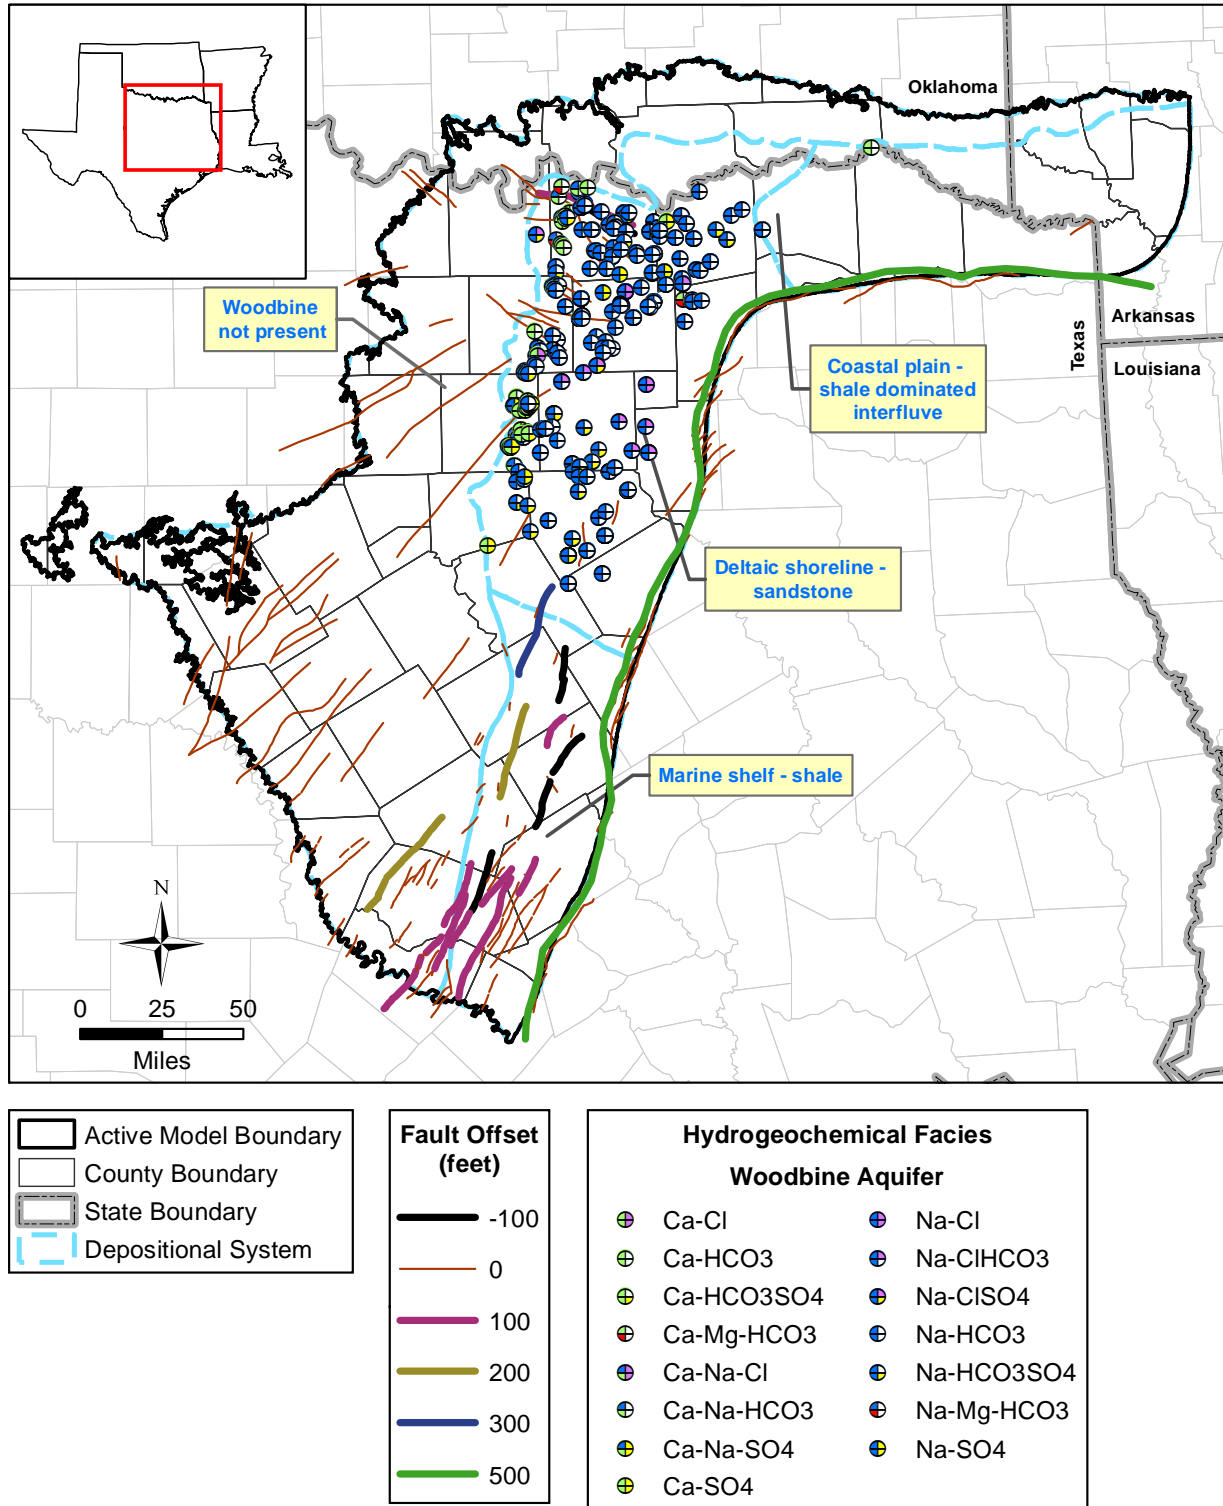 Oklahoma
Arkansas
Texas
Louisiana
Woodbine
not present
Coastal plain -
shale dominated
interfluve
Deltaic shoreline -
sandstone
Marine shelf - shale
N
0 25 50
Miles
Active Model Boundary
County Boundary
State Boundary
Depositional System
Fault Offset
(feet)
-100
0
100
200
300
500
Hydrogeochemical Facies
Woodbine Aquifer
Ca-Cl
Ca-HCO3
Ca-HCO3SO4
Ca-Mg-HCO3
Ca-Na-Cl
Ca-Na-HCO3
Ca-Na-SO4
Ca-SO4
Na-Cl
Na-ClHCO3
Na-ClSO4
Na-HCO3
Na-HCO3SO4
Na-Mg-HCO3
Na-SO4